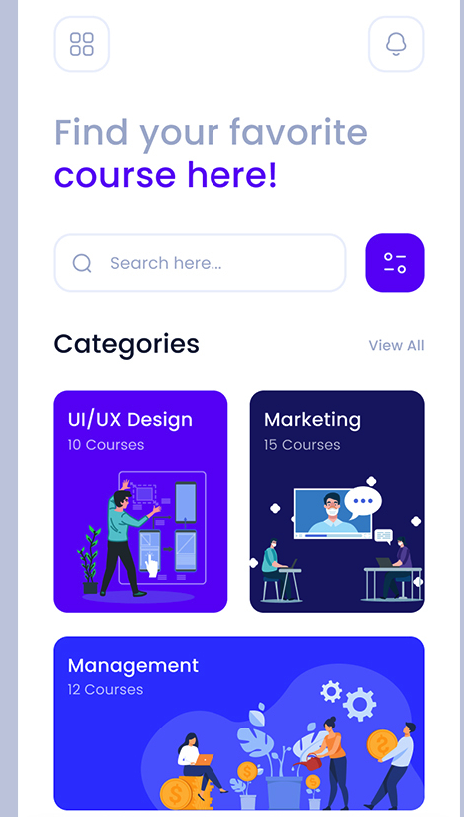 Find your favorite
course here!
Search here...
Categories
View All
UI/UX Design
10 Courses
Marketing
15 Courses
Management
12 Courses